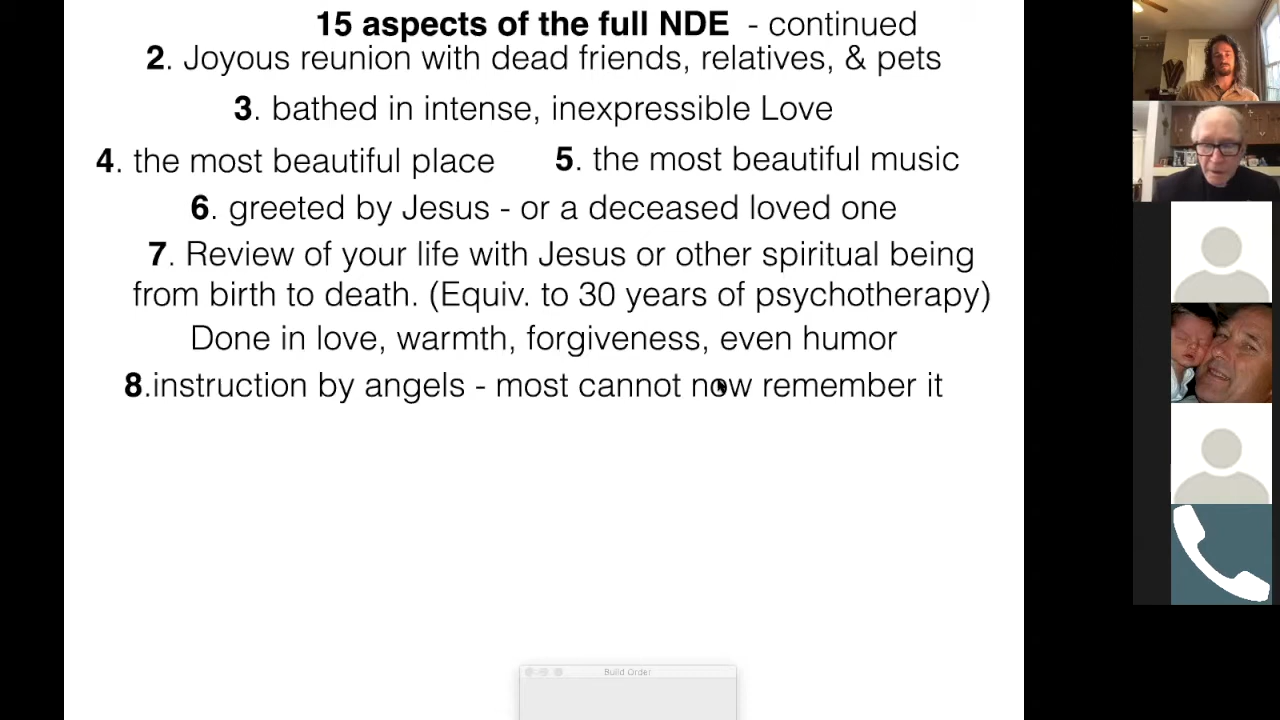 15 aspects of the full NDE - continued
2. Joyous reunion with dead friends, relatives, & pets
3. bathed in intense, inexpressible Love
4. the most beautiful place 5. the most beautiful music
6. greeted by Jesus - or a deceased loved one
7. Review of your life with Jesus or other spiritual being
from birth to death. (Equiv. to 30 years of psychotherapy)
Done in love, warmth, forgiveness, even humor
8.instruction by angels - most cannot now remember it
Build Order